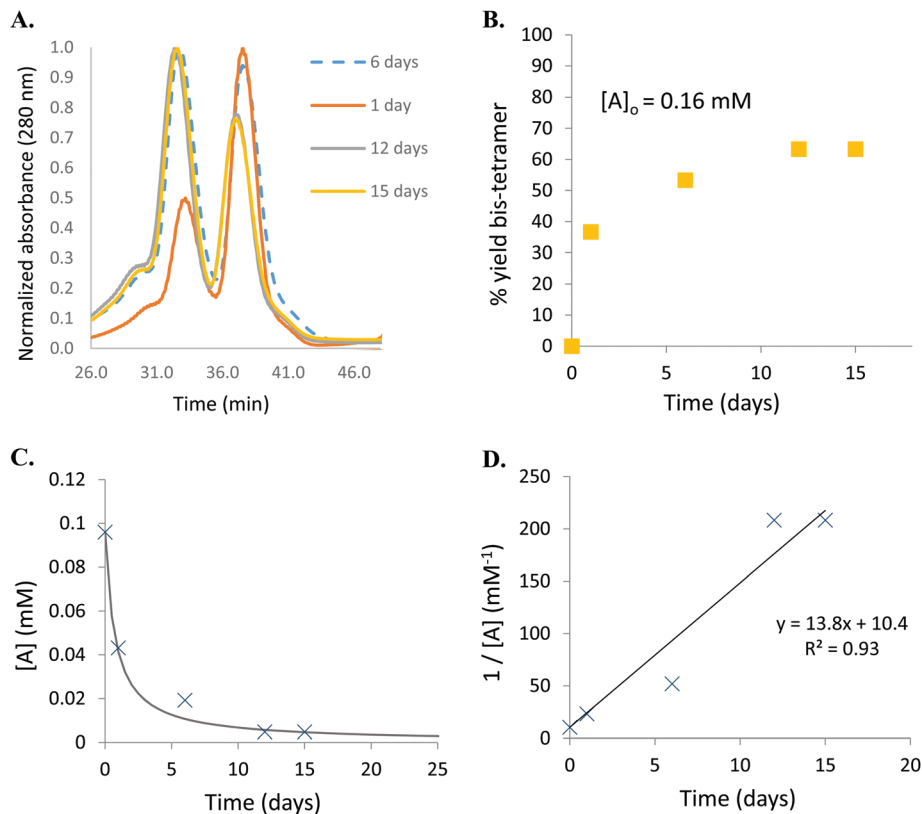 A.
Normalized absorbance (280 nm)
1.0
0.9
0.8
0.7
0.6
0.5
0.4
0.3
0.2
0.1
0.0
26.0 31.0 36.0 41.0 46.0
Time (min)
6 days
1 day
12 days
15 days
B.
% yield bis-tetramer
100
90
80
70
60
50
40
30
20
10
0
[A]o = 0.16 mM
0 5 10 15
Time (days)
C.
[A] (mM)
0.12
0.1
0.08
0.06
0.04
0.02
0
0 5 10 15 20 25
Time (days)
D.
1 / [A] (mM⁻¹)
250
200
150
100
50
0
y = 13.8x + 10.4
R² = 0.93
0 5 10 15 20
Time (days)